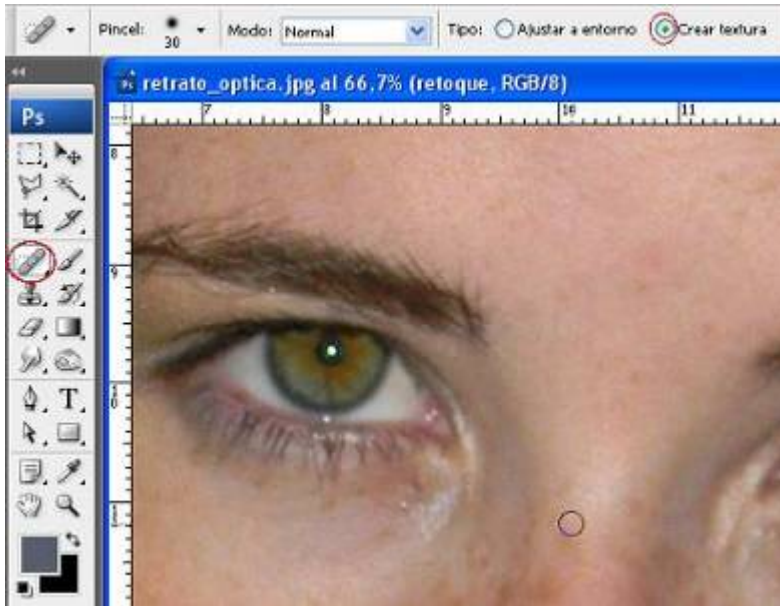 Pincel: 30 Modo: Normal Tipo: Ajustar a entorno Crear textura
retrato_optica.jpg al 66,7% (retoque, RGB/8)
Ps
7 8 9 10 11
8
9
T